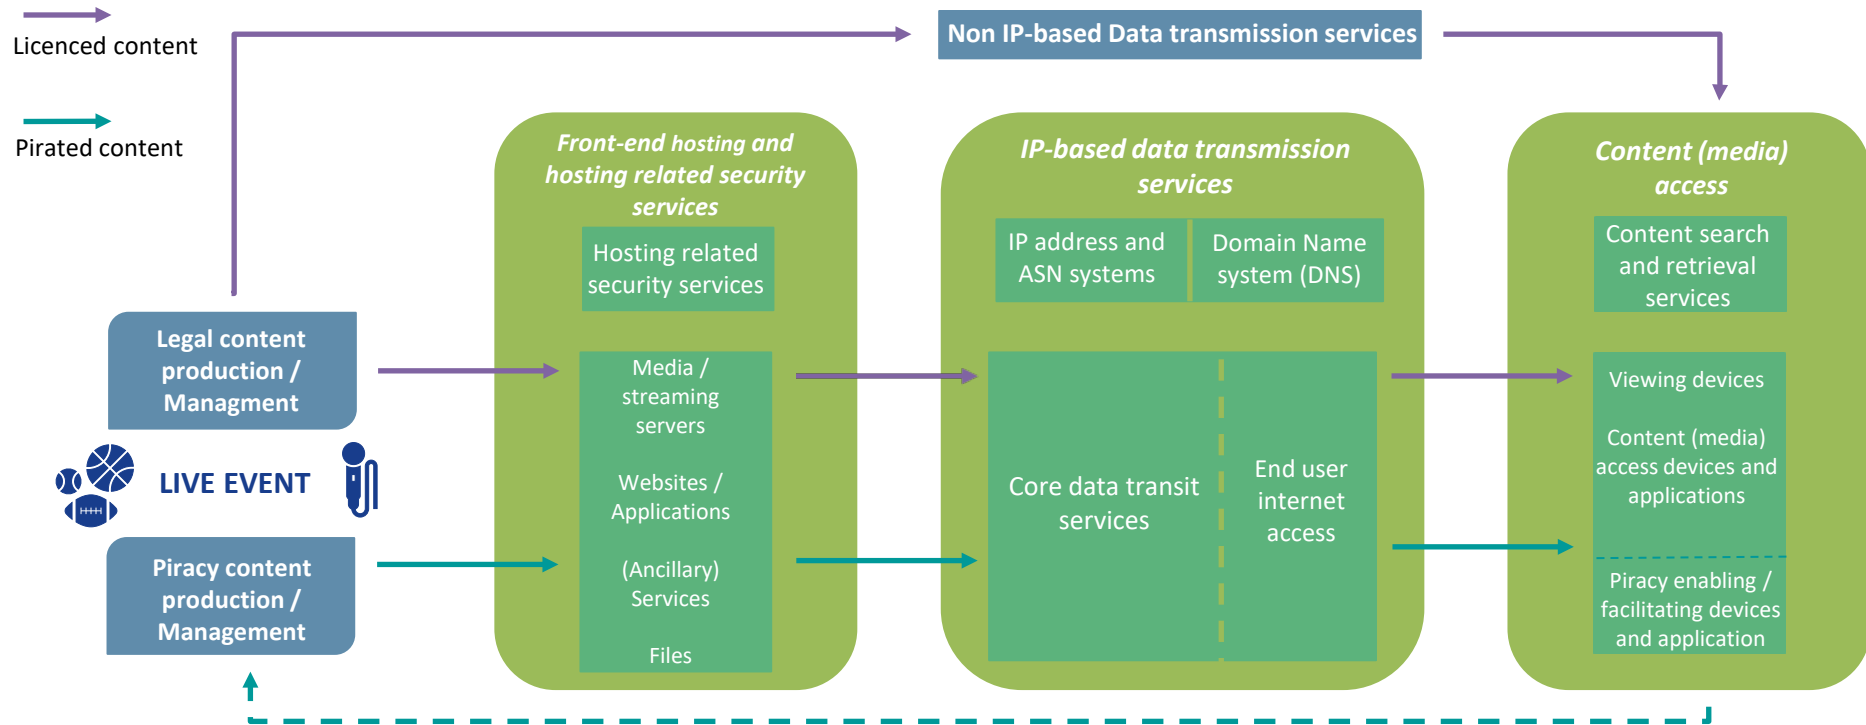 Licenced content
Pirated content
Non IP-based Data transmission services
Legal content
production /
Managment
LIVE EVENT
Piracy content
production /
Management
Front-end hosting and
hosting related security
services
Hosting related
security services
Media /
streaming
servers
Websites /
Applications
(Ancillary)
Services
Files
IP-based data transmission
services
IP address and
ASN systems
Domain Name
system (DNS)
Core data transit
services
End user
internet
access
Content (media)
access
Content search
and retrieval
services
Viewing devices
Content (media)
access devices and
applications
Piracy enabling /
facilitating devices
and application